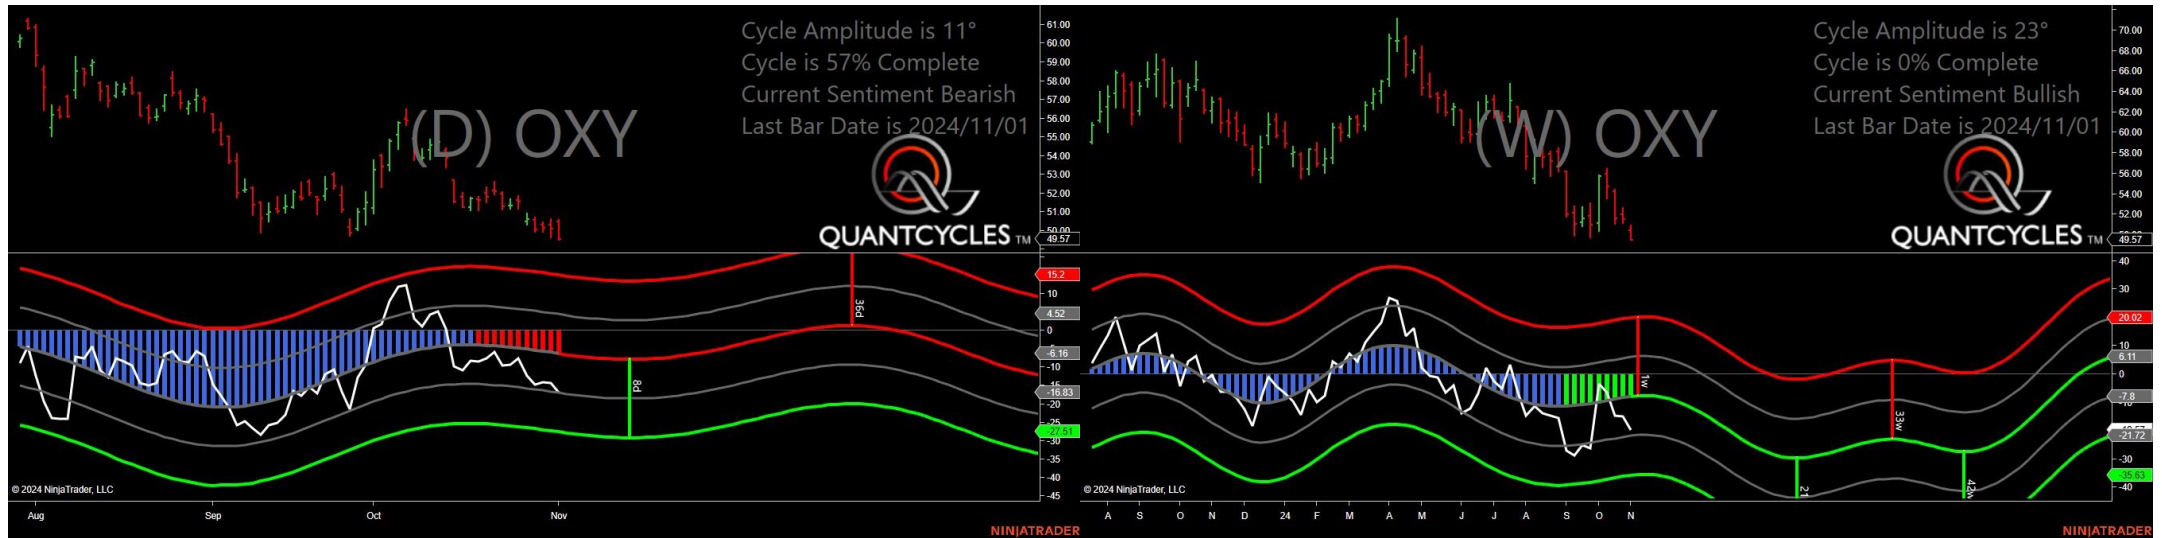 Cycle Amplitude is 11°
Cycle is 57% Complete
Current Sentiment Bearish
Last Bar Date is 2024/11/01
(D) OXY
QUANTCYCLES TM
61.00
60.00
59.00
58.00
57.00
56.00
55.00
54.00
53.00
52.00
51.00
50.00
49.57
15.2
10
4.52
0
-6.16
-10
-15
-16.83
-20
-27.51
-30
-35
-40
-45
36d
8d
© 2024 NinjaTrader, LLC
Aug Sep Oct Nov
NINJATRADER
Cycle Amplitude is 23°
Cycle is 0% Complete
Current Sentiment Bullish
Last Bar Date is 2024/11/01
(W) OXY
QUANTCYCLES TM
70.00
68.00
66.00
64.00
62.00
60.00
58.00
56.00
54.00
52.00
49.57
40
30
20.02
10
6.11
0
-7.8
-21.72
-30
-35.63
-40
1w
21
33w
42w
© 2024 NinjaTrader, LLC
A S O N D 24 F M A M J J A S O N
NINJATRADER